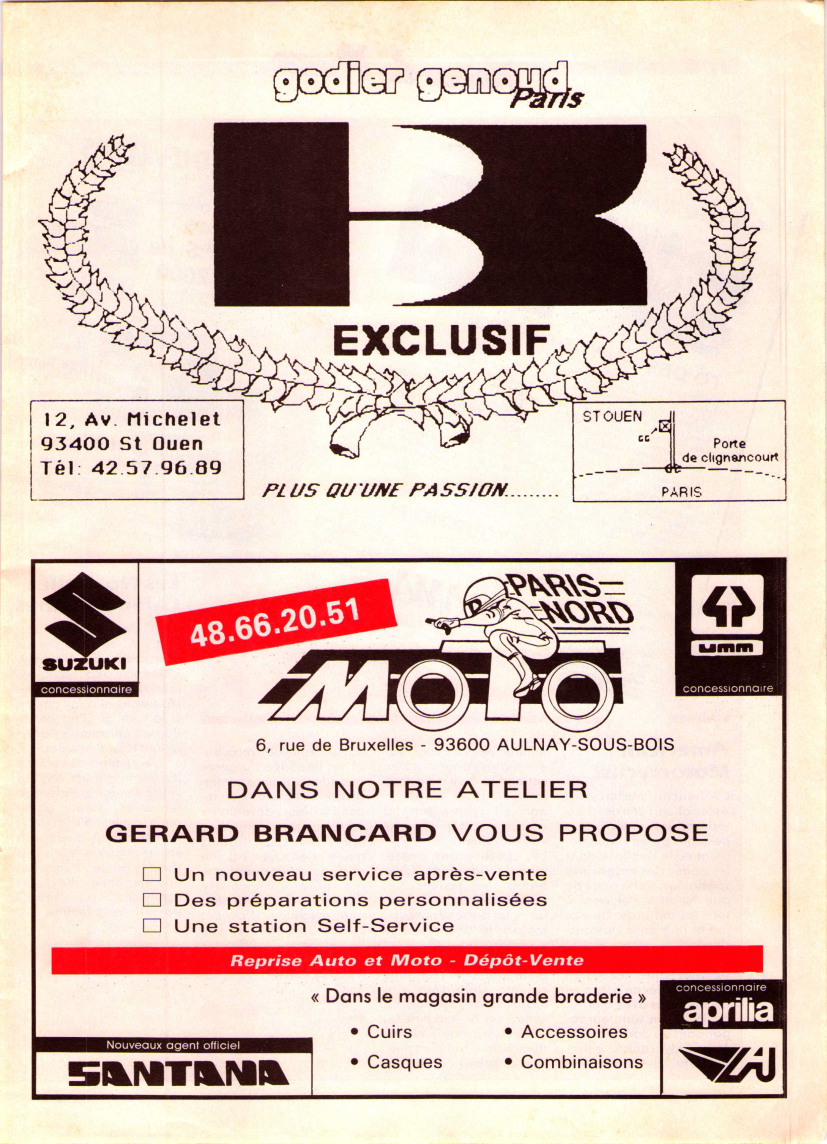 godier genoud
Paris
EXCLUSIF
12, Av. Michelet
93400 St Ouen
Tél: 42.57.96.89
PLUS QU'UNE PASSION.........
ST OUEN
GG
Porte
de clignancourt
PARIS
SUZUKI
concessionnaire
48.66.20.51
PARIS
NORD
MOTO
umm
concessionnaire
6, rue de Bruxelles - 93600 AULNAY-SOUS-BOIS
DANS NOTRE ATELIER
GERARD BRANCARD VOUS PROPOSE
Un nouveau service après-vente
Des préparations personnalisées
Une station Self-Service
Reprise Auto et Moto - Dépôt-Vente
« Dans le magasin grande braderie »
• Cuirs
• Accessoires
• Casques
• Combinaisons
Nouveaux agent officiel
SANTANA
concessionnaire
aprilia